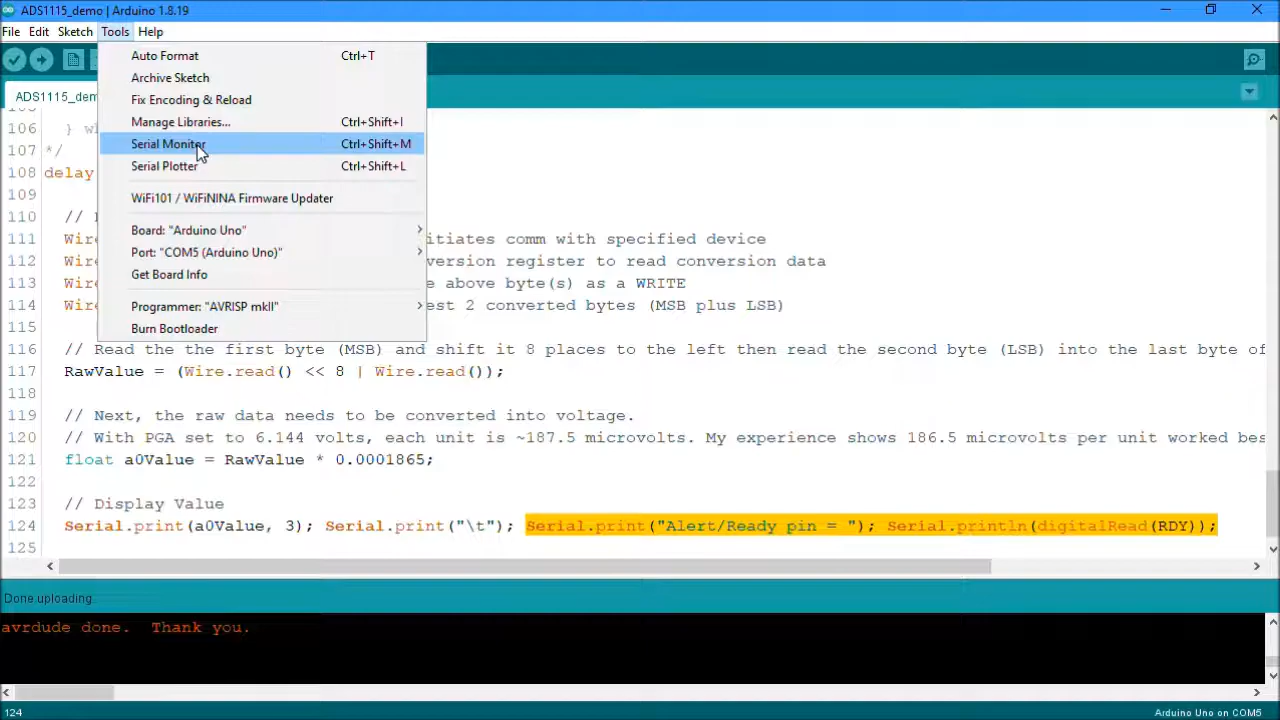 ADS1115_demo | Arduino 1.8.19
File Edit Sketch Tools Help
Auto Format Ctrl+T
Archive Sketch
Fix Encoding & Reload
Manage Libraries... Ctrl+Shift+I
Serial Monitor Ctrl+Shift+M
Serial Plotter Ctrl+Shift+L
WiFi101 / WiFiNINA Firmware Updater
Board: "Arduino Uno"
Port: "COM5 (Arduino Uno)"
Get Board Info
Programmer: "AVRISP mkII"
Burn Bootloader
ADS1115_dem
106 } w
107 */
108 delay
109
110 //
111 Wire nitiates comm with specified device
112 Wire version register to read conversion data
113 Wire e above byte(s) as a WRITE
114 Wire est 2 converted bytes (MSB plus LSB)
115
116 // Read the the first byte (MSB) and shift it 8 places to the left then read the second byte (LSB) into the last byte of
117 RawValue = (Wire.read() << 8 | Wire.read());
118
119 // Next, the raw data needs to be converted into voltage.
120 // With PGA set to 6.144 volts, each unit is ~187.5 microvolts. My experience shows 186.5 microvolts per unit worked bes
121 float a0Value = RawValue * 0.0001865;
122
123 // Display Value
124 Serial.print(a0Value, 3); Serial.print("\t"); Serial.print("Alert/Ready pin = "); Serial.println(digitalRead(RDY));
125
Done uploading.
avrdude done. Thank you.
124 Arduino Uno on COM5